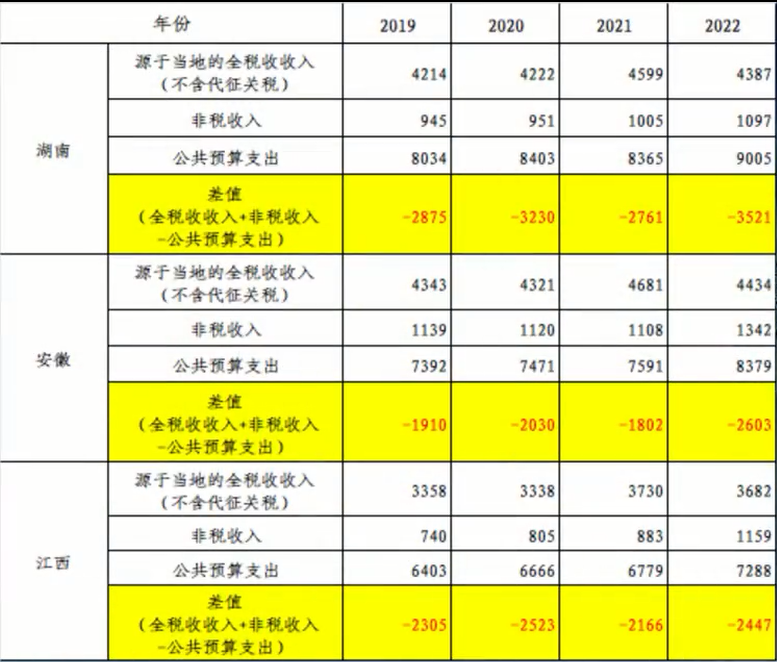 年份 2019 2020 2021 2022
湖南
源于当地的全税收收入
(不含代征关税) 4214 4222 4599 4387
非税收入 945 951 1005 1097
公共预算支出 8034 8403 8365 9005
差值
(全税收收入+非税收入
-公共预算支出) -2875 -3230 -2761 -3521
安徽
源于当地的全税收收入
(不含代征关税) 4343 4321 4681 4434
非税收入 1139 1120 1108 1342
公共预算支出 7392 7471 7591 8379
差值
(全税收收入+非税收入
-公共预算支出) -1910 -2030 -1802 -2603
江西
源于当地的全税收收入
(不含代征关税) 3358 3338 3730 3682
非税收入 740 805 883 1159
公共预算支出 6403 6666 6779 7288
差值
(全税收收入+非税收入
-公共预算支出) -2305 -2523 -2166 -2447